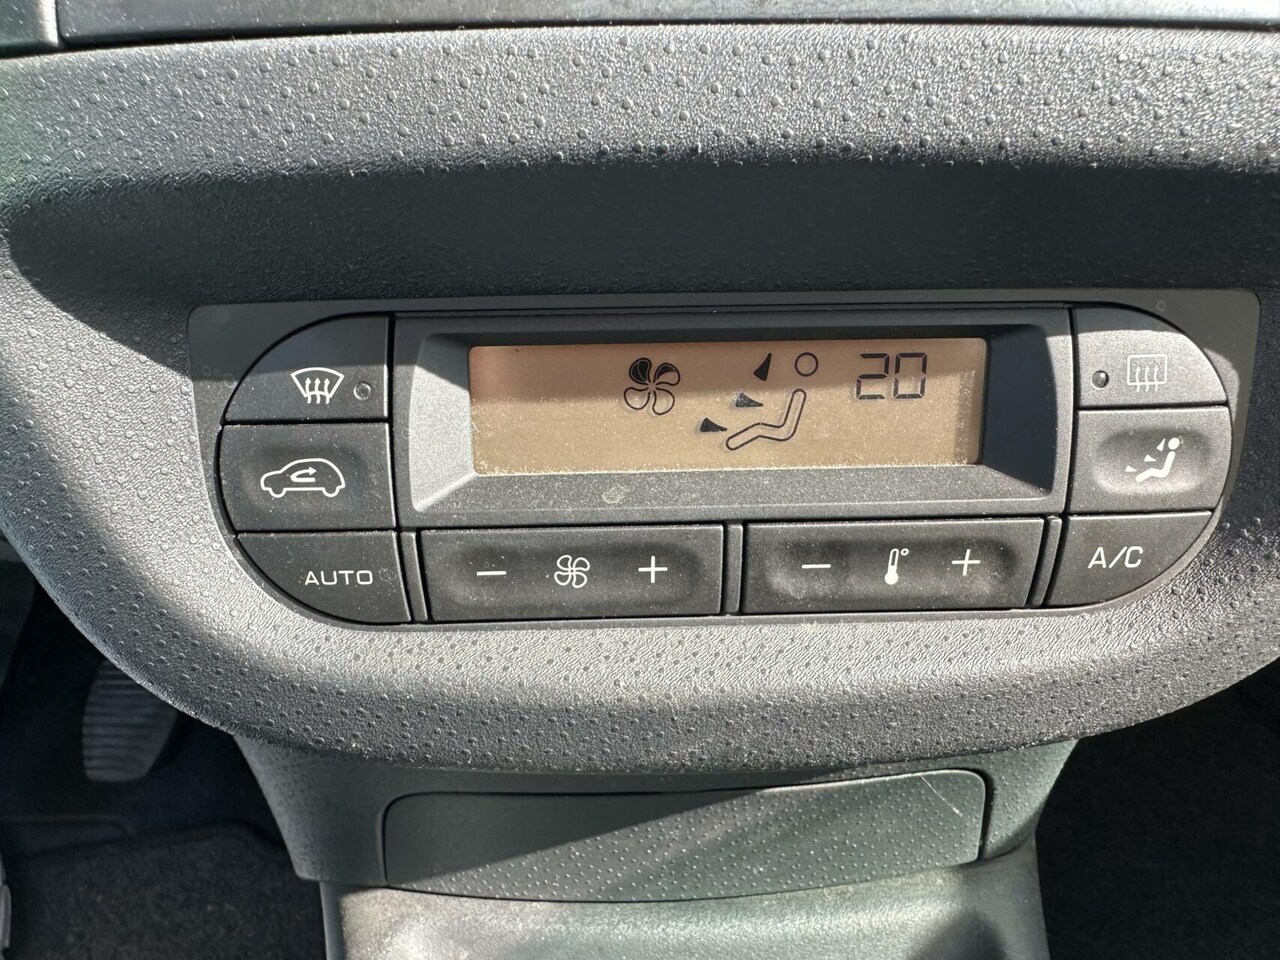 20
AUTO
- +
- +
A/C